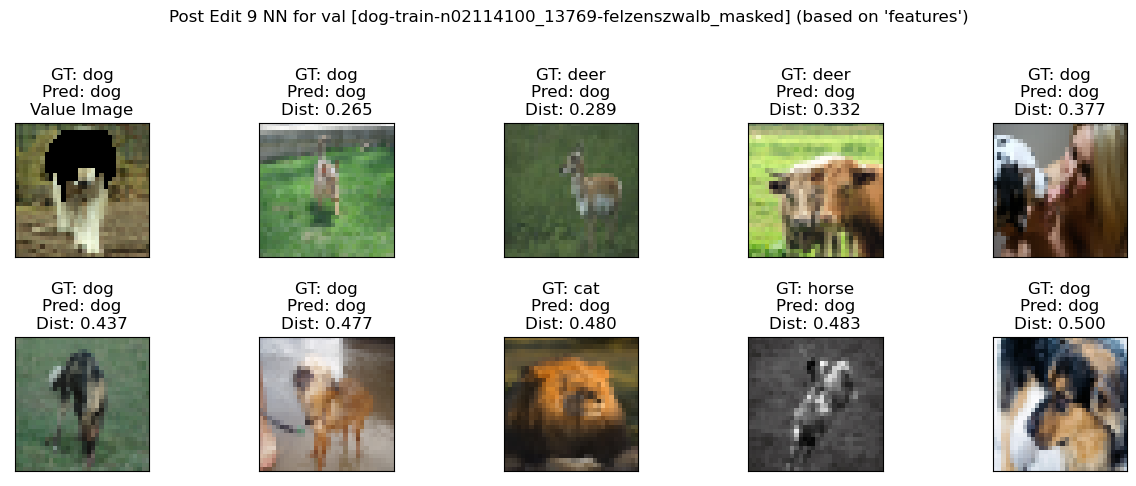 Post Edit 9 NN for val [dog-train-n02114100_13769-felzenszwalb_masked] (based on 'features')
GT: dog
Pred: dog
Value Image
GT: dog
Pred: dog
Dist: 0.265
GT: deer
Pred: dog
Dist: 0.289
GT: deer
Pred: dog
Dist: 0.332
GT: dog
Pred: dog
Dist: 0.377
GT: dog
Pred: dog
Dist: 0.437
GT: dog
Pred: dog
Dist: 0.477
GT: cat
Pred: dog
Dist: 0.480
GT: horse
Pred: dog
Dist: 0.483
GT: dog
Pred: dog
Dist: 0.500